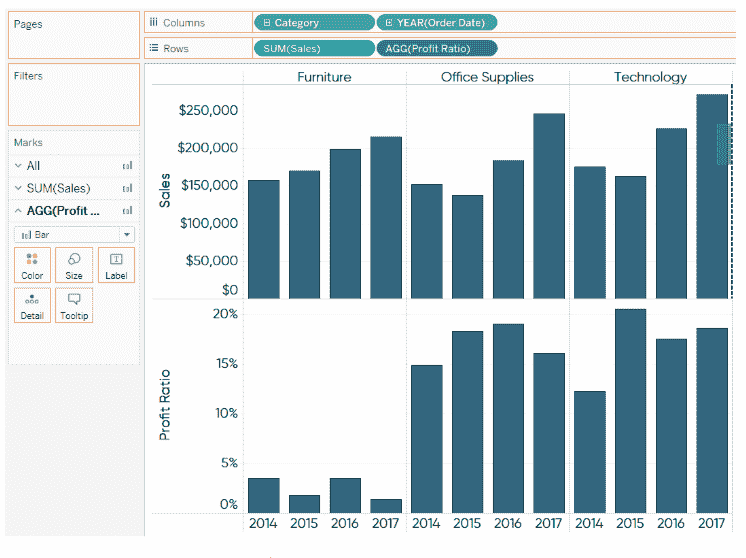 Pages
Columns
Category
YEAR(Order Date)
Rows
SUM(Sales)
AGG(Profit Ratio)
Filters
Marks
All
SUM(Sales)
AGG(Profit ...
Bar
Color
Size
Label
Detail
Tooltip
Furniture
Office Supplies
Technology
Sales
$250,000
$200,000
$150,000
$100,000
$50,000
$0
Profit Ratio
20%
15%
10%
5%
0%
2014 2015 2016 2017 2014 2015 2016 2017 2014 2015 2016 2017